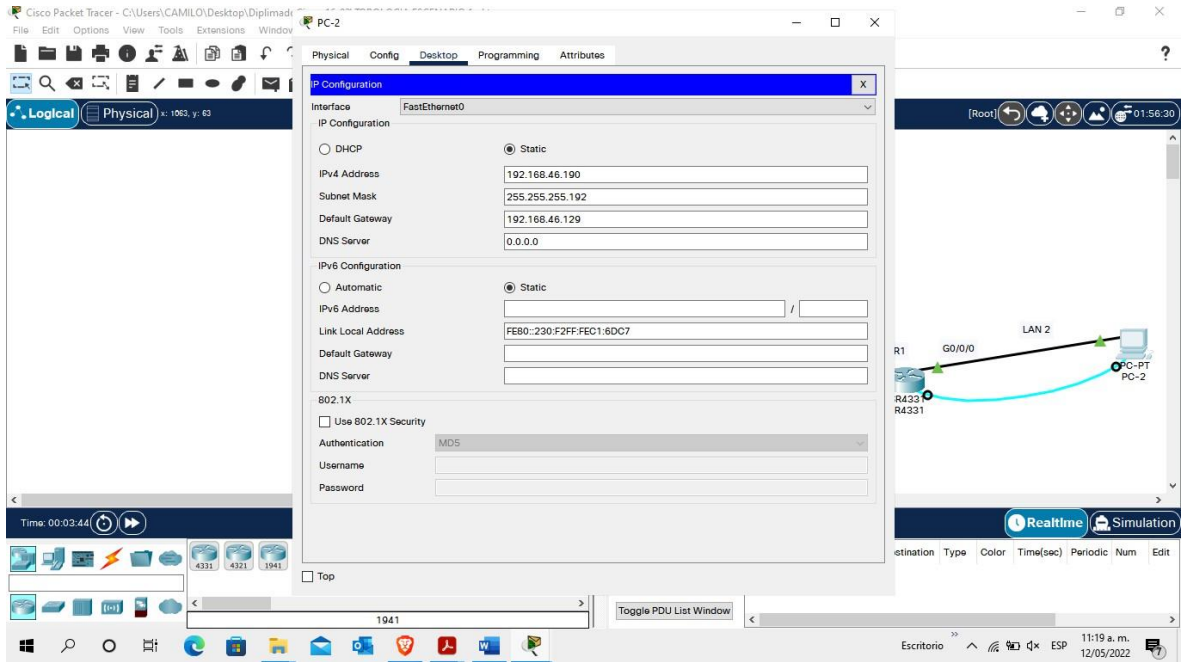 Cisco Packet Tracer - C:\Users\CAMILO\Desktop\Diplimado
File Edit Options View Tools Extensions Window
?
Logical Physical x: 1063, y: 63
[Root] 01:56:30
PC-2
Physical Config Desktop Programming Attributes
IP Configuration X
Interface FastEthernet0
IP Configuration
DHCP Static
IPv4 Address 192.168.46.190
Subnet Mask 255.255.255.192
Default Gateway 192.168.46.129
DNS Server 0.0.0.0
IPv6 Configuration
Automatic Static
IPv6 Address /
Link Local Address FE80::230:F2FF:FEC1:6DC7
Default Gateway
DNS Server
802.1X
Use 802.1X Security
Authentication MD5
Username
Password
Top
LAN 2
R1 G0/0/0
PC-PT
PC-2
R4331
R4331
Time: 00:03:44
Realtime Simulation
4331 4321 1941
stination Type Color Time(sec) Periodic Num Edit
1941
Toggle PDU List Window
Escritorio ESP 11:19 a. m.
12/05/2022